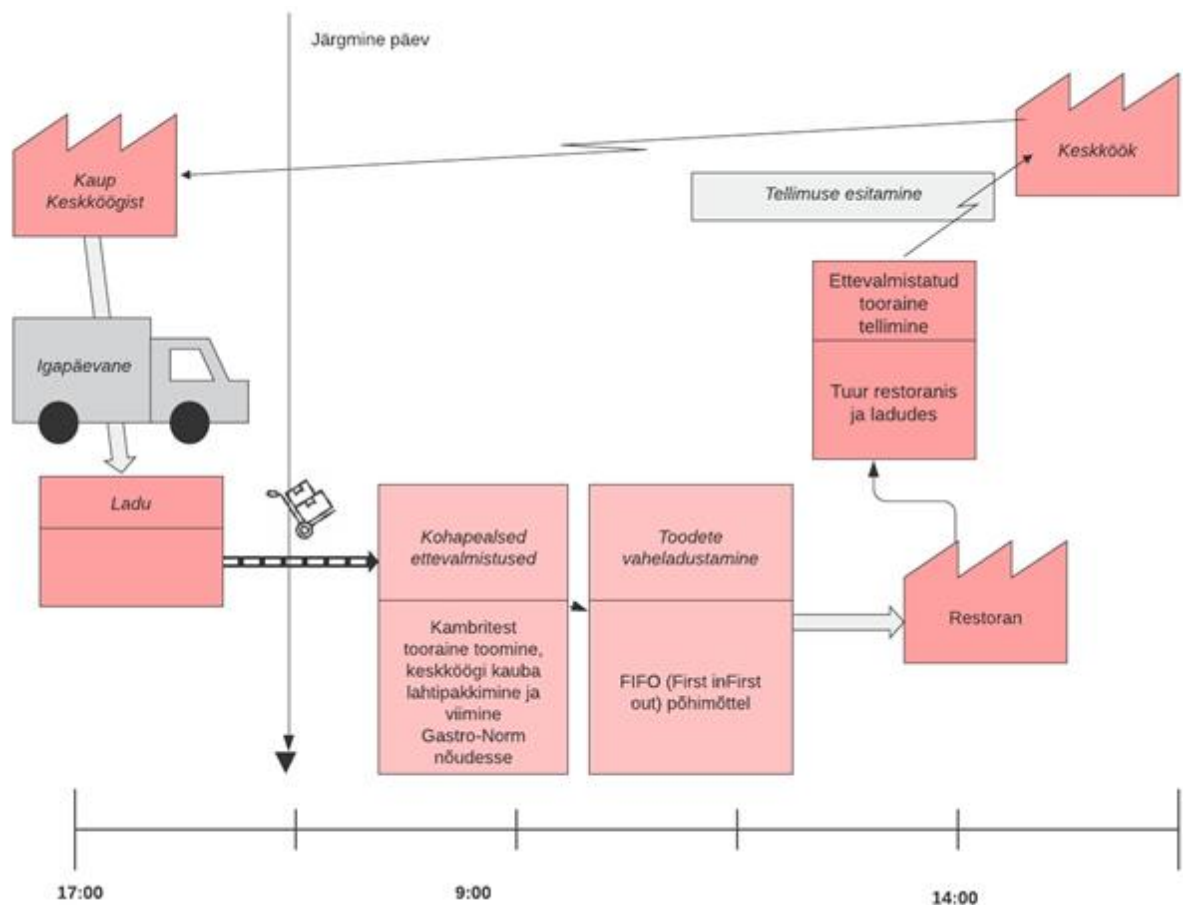 Järgmine päev
Kaup
Keskköögist
Keskköök
Tellimuse esitamine
Ettevalmistatud
tooraine
tellimine
Tuur restoranis
ja ladudes
Igapäevane
Ladu
Kohapealsed
ettevalmistused
Kambritest
tooraine toomine,
keskköögi kauba
lahtipakkimine ja
viimine
Gastro-Norm
nõudesse
Toodete
vaheladustamine
FIFO (First inFirst
out) põhimõttel
Restoran
17:00
9:00
14:00